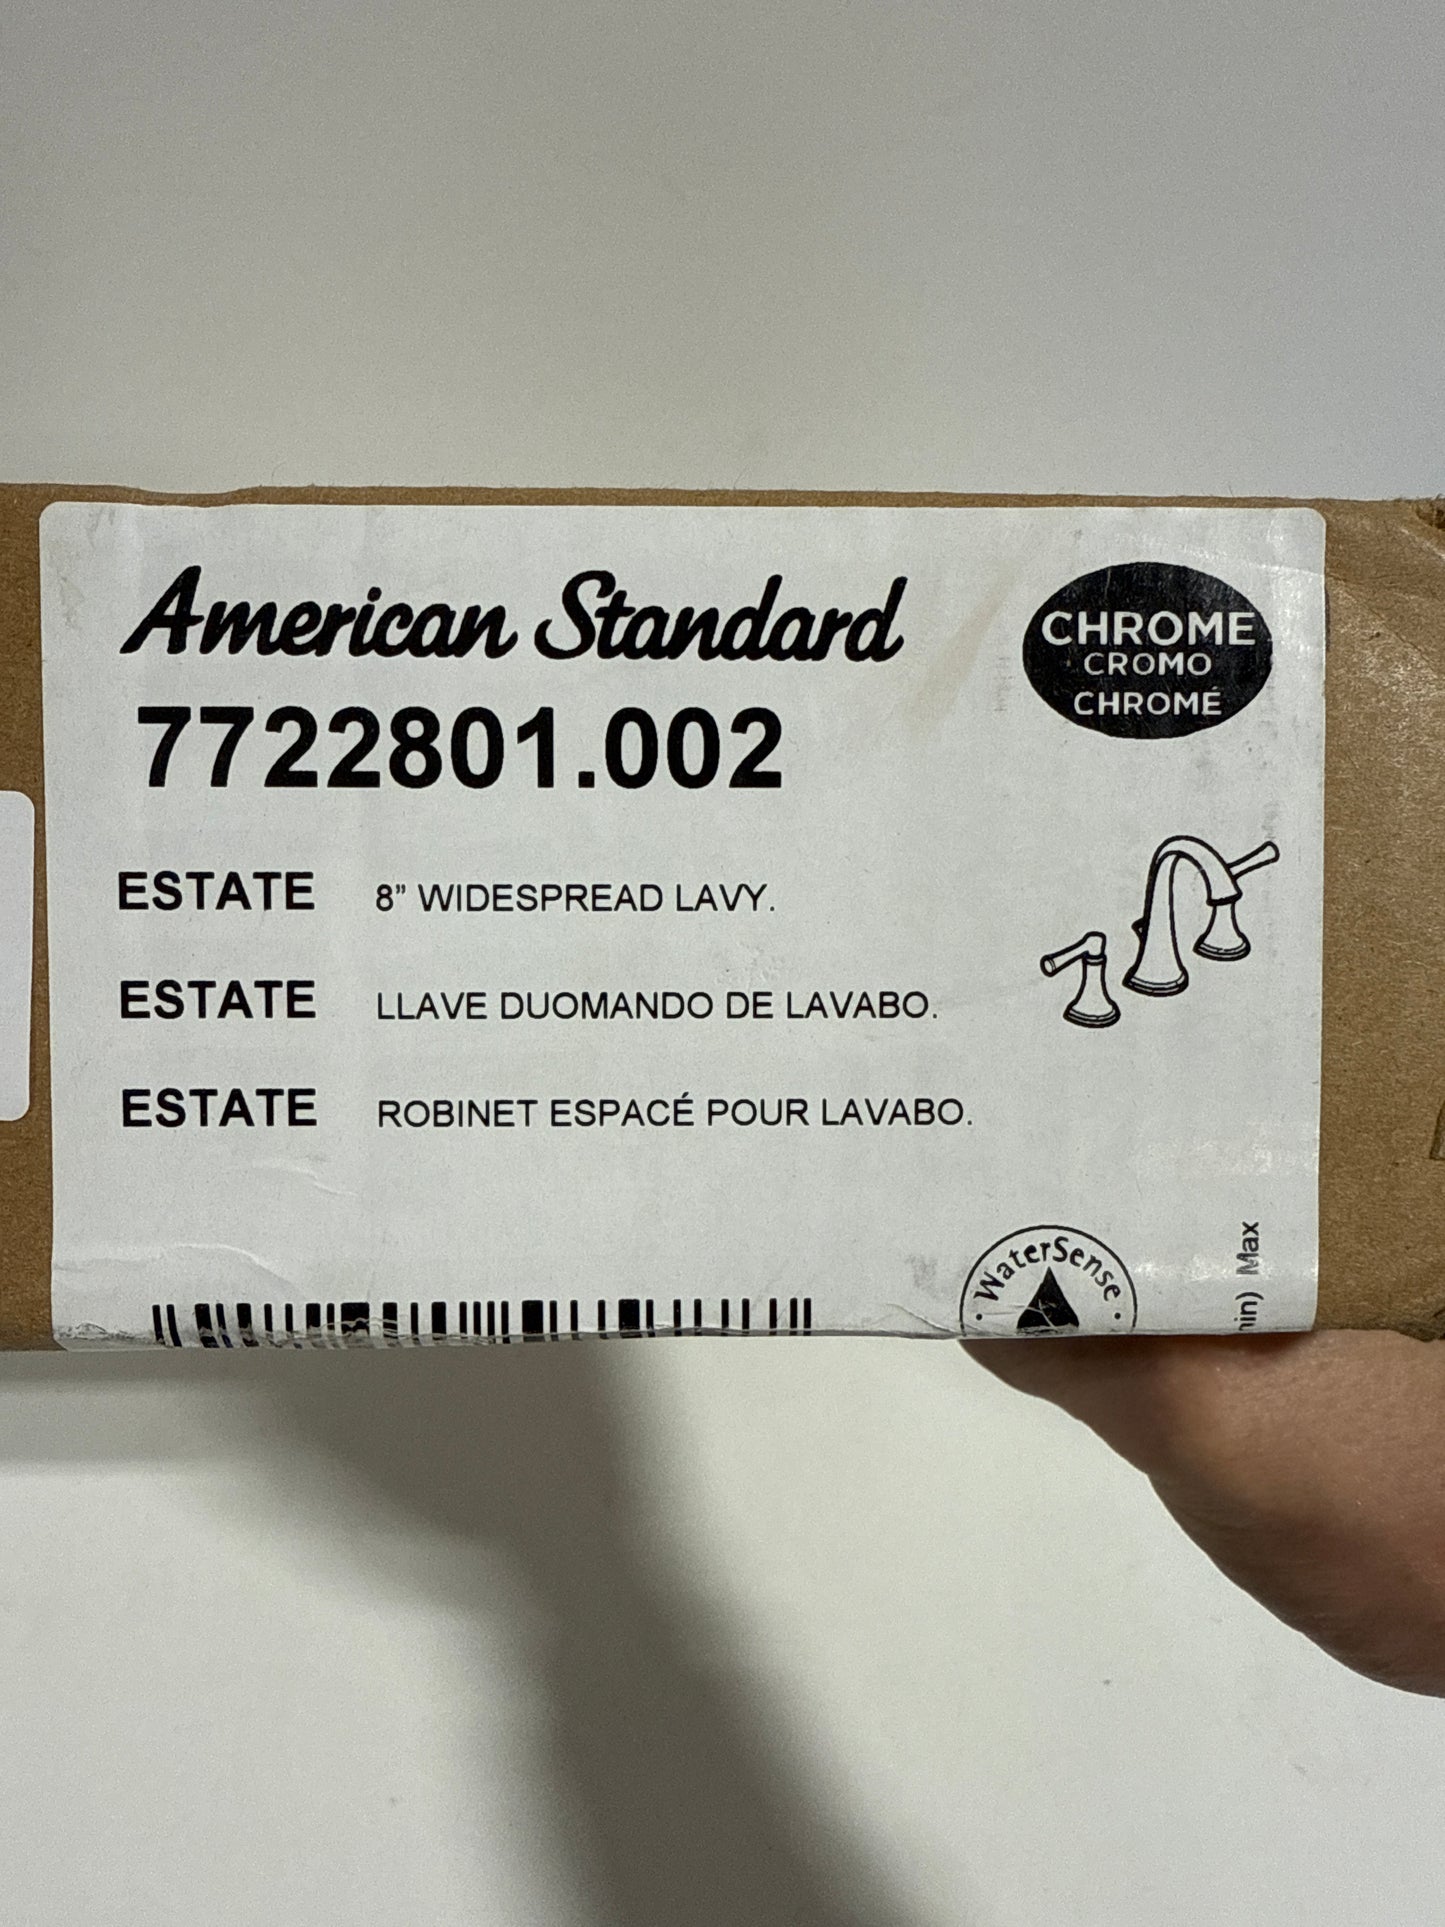 American Standard
CHROME
CROMO
CHROMÉ
7722801.002
ESTATE 8” WIDESPREAD LAVY.
ESTATE LLAVE DUOMANDO DE LAVABO.
ESTATE ROBINET ESPACÉ POUR LAVABO.
WaterSense
Max